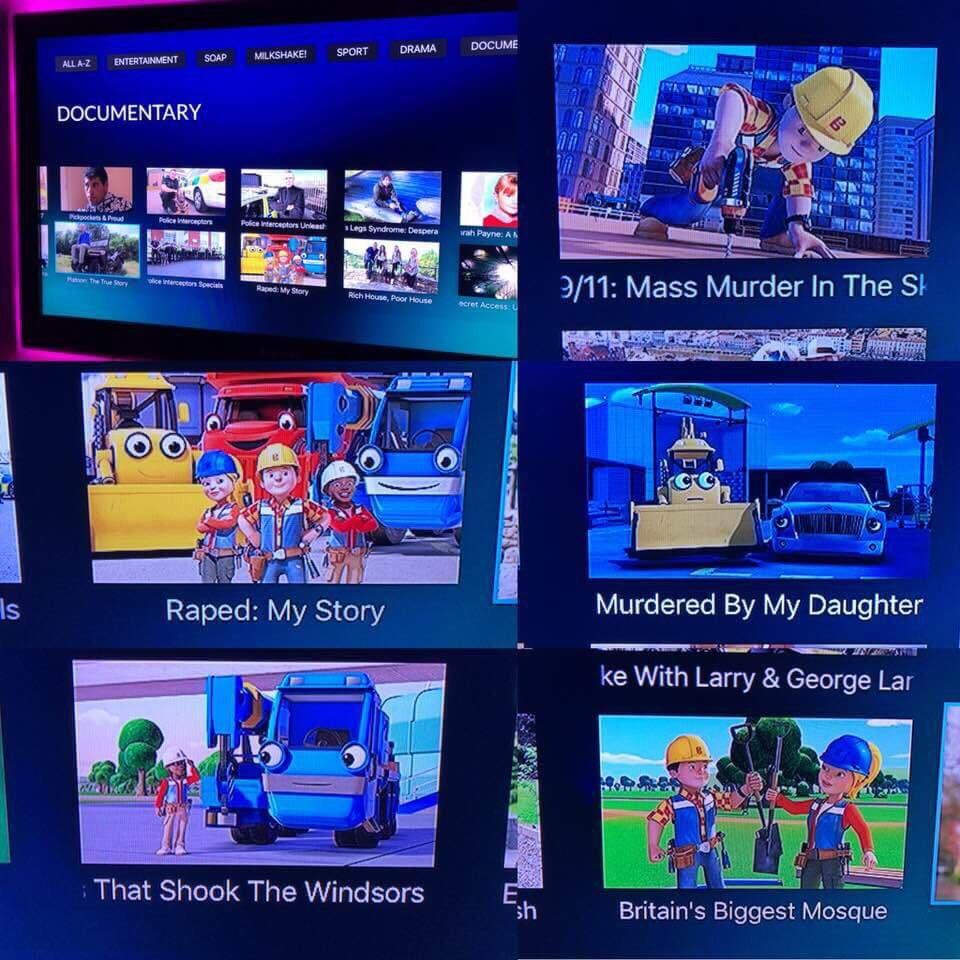 ALL A-Z
ENTERTAINMENT
SOAP
MILKSHAKE!
SPORT
DRAMA
DOCUME
DOCUMENTARY
Pickpockets & Proud
Police Interceptors
Police Interceptors Unleash
s Legs Syndrome: Despera
rah Payne: A M
Platoon: The True Story
olice Interceptors Specials
Raped: My Story
Rich House, Poor House
ecret Access: U
9/11: Mass Murder In The Sk
ls
Raped: My Story
Murdered By My Daughter
ke With Larry & George Lar
s That Shook The Windsors
E
sh
Britain's Biggest Mosque